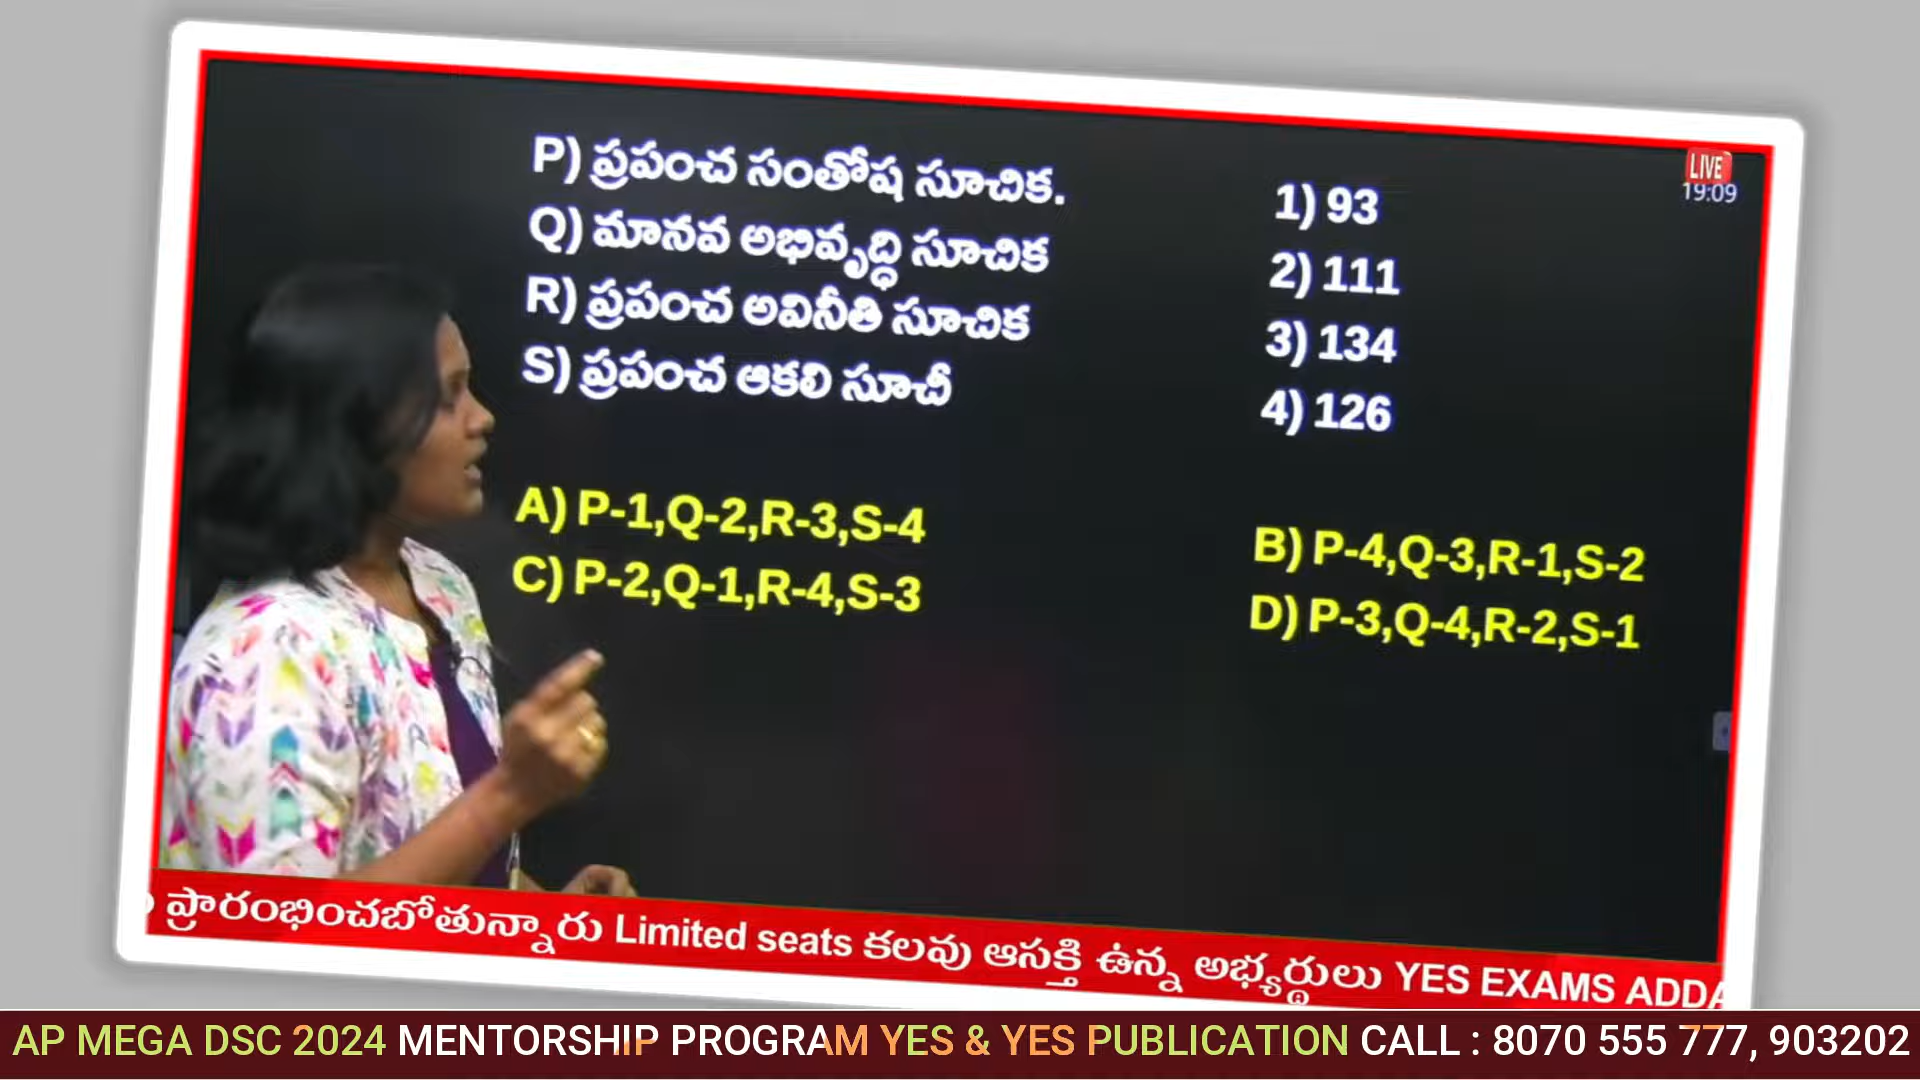 P) ప్రపంచ సంతోష సూచిక.
Q) మానవ అభివృద్ధి సూచిక
R) ప్రపంచ అవినీతి సూచిక
S) ప్రపంచ ఆకలి సూచీ
1) 93
2) 111
3) 134
4) 126
LIVE
19:09
A) P-1,Q-2,R-3,S-4
B) P-4,Q-3,R-1,S-2
C) P-2,Q-1,R-4,S-3
D) P-3,Q-4,R-2,S-1
ప్రారంభించబోతున్నారు Limited seats కలవు ఆసక్తి ఉన్న అభ్యర్థులు YES EXAMS ADDA
AP MEGA DSC 2024 MENTORSHIP PROGRAM YES & YES PUBLICATION CALL : 8070 555 777, 903202